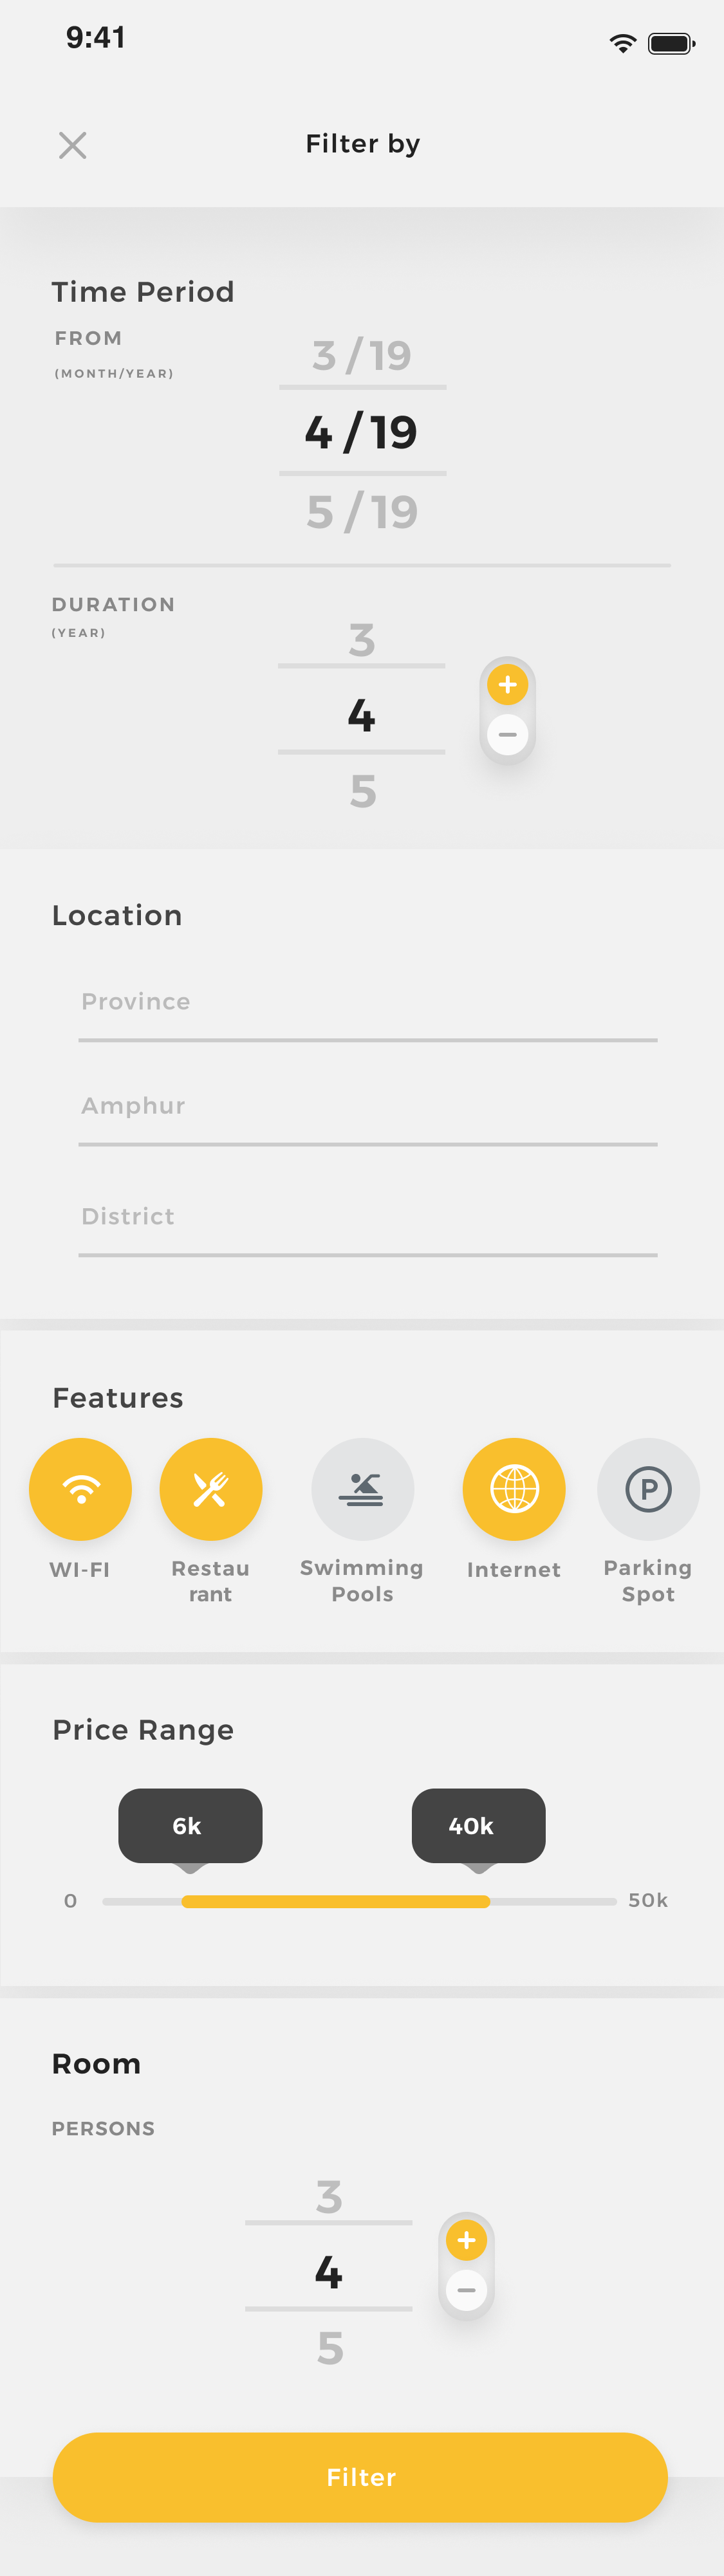 9:41
Filter by
Time Period
FROM
(MONTH/YEAR)
3 / 19
4 / 19
5 / 19
DURATION
(YEAR)
3
4
5
Location
Province
Amphur
District
Features
P
WI-FI
Restau
rant
Swimming
Pools
Internet
Parking
Spot
Price Range
6k
40k
0
50k
Room
PERSONS
3
4
5
Filter